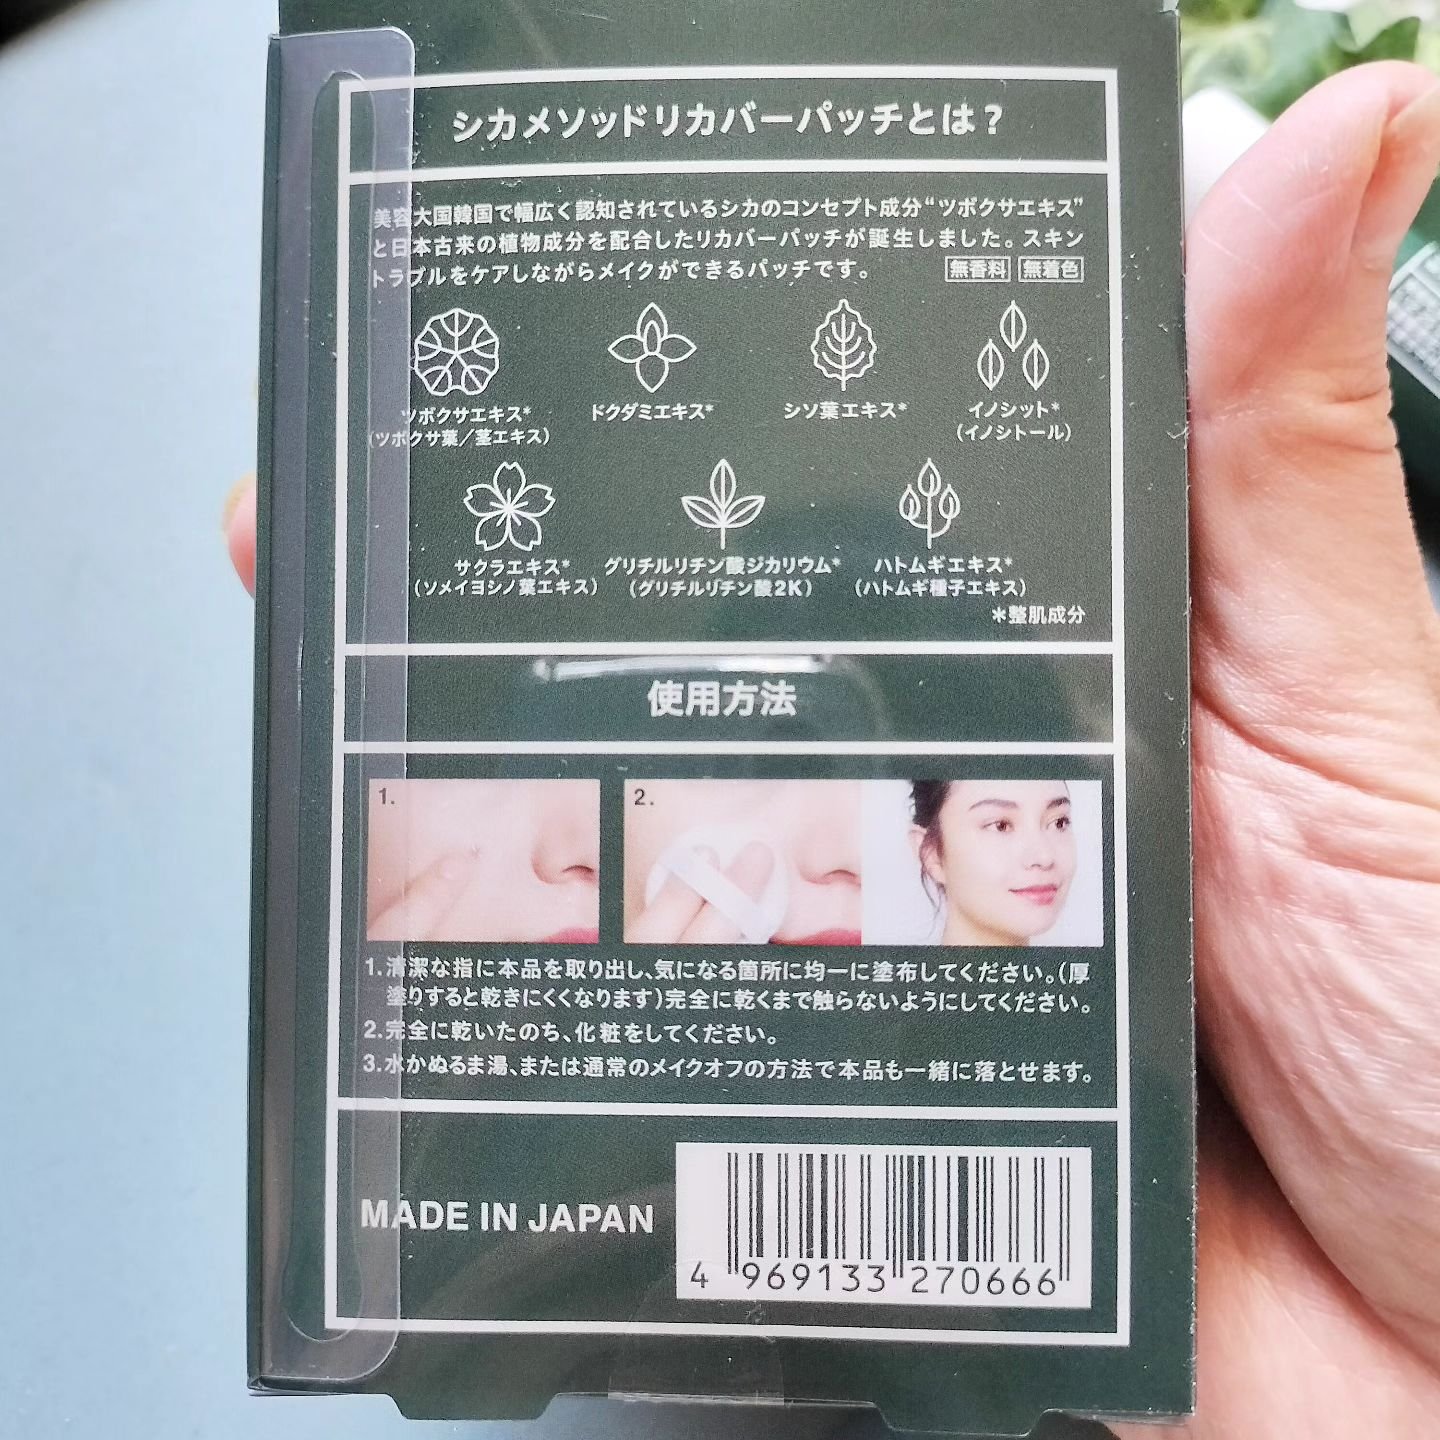 シカメソッドリカバーパッチとは？
美容大国韓国で幅広く認知されているシカのコンセプト成分“ツボクサエキス”
と日本古来の植物成分を配合したリカバーパッチが誕生しました。スキン
トラブルをケアしながらメイクができるパッチです。 無香料 無着色
ツボクサエキス* ドクダミエキス* シソ葉エキス* イノシット*
(ツボクサ葉／茎エキス) (イノシトール)
サクラエキス* グリチルリチン酸ジカリウム* ハトムギエキス*
(ソメイヨシノ葉エキス) (グリチルリチン酸2K) (ハトムギ種子エキス)
＊整肌成分
使用方法
1. 2.
1.清潔な指に本品を取り出し、気になる箇所に均一に塗布してください。(厚
塗りすると乾きにくくなります)完全に乾くまで触らないようにしてください。
2.完全に乾いたのち、化粧をしてください。
3.水かぬるま湯、または通常のメイクオフの方法で本品も一緒に落とせます。
MADE IN JAPAN
4 969133 270666